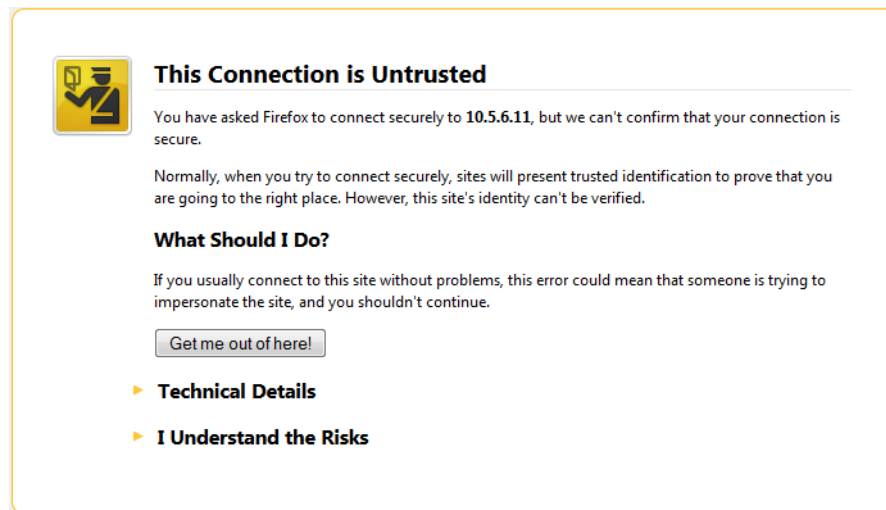 This Connection is Untrusted
You have asked Firefox to connect securely to 10.5.6.11, but we can't confirm that your connection is
secure.
Normally, when you try to connect securely, sites will present trusted identification to prove that you
are going to the right place. However, this site's identity can't be verified.
What Should I Do?
If you usually connect to this site without problems, this error could mean that someone is trying to
impersonate the site, and you shouldn't continue.
Get me out of here!
Technical Details
I Understand the Risks